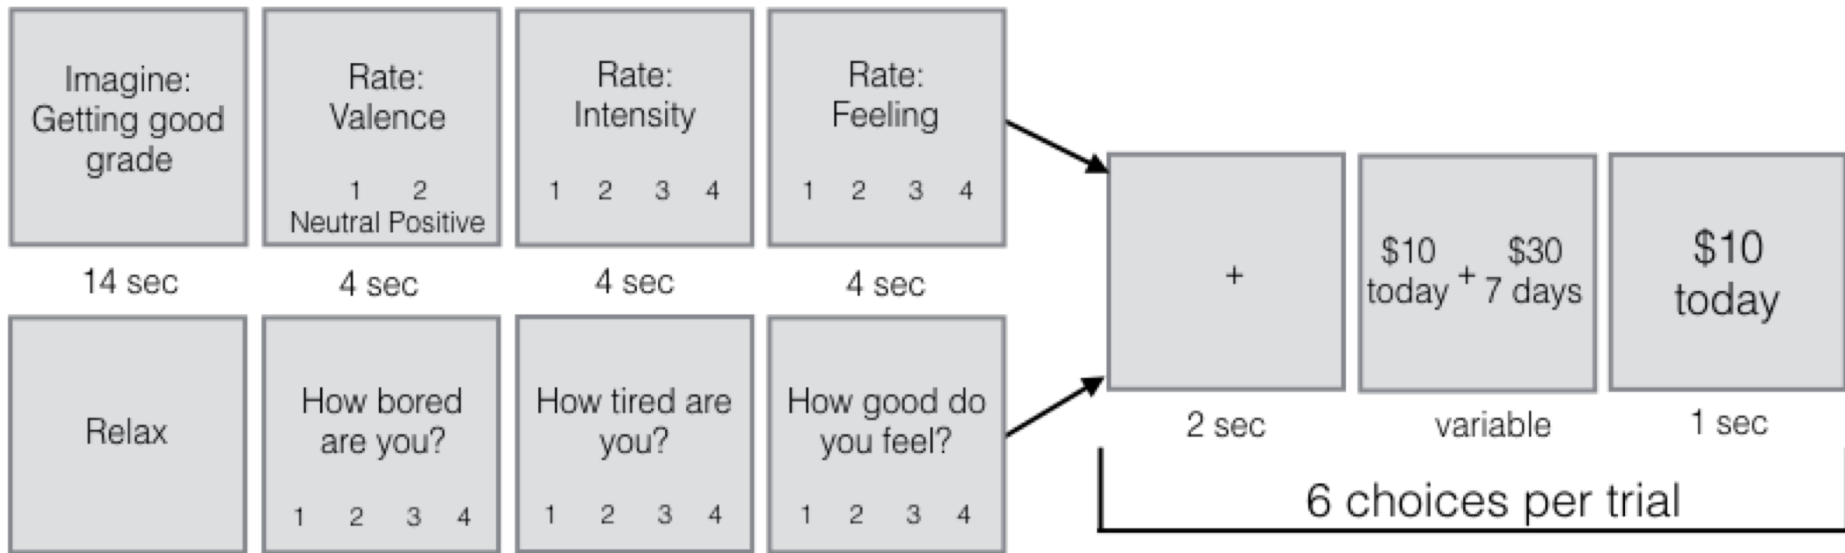 Imagine:
Getting good
grade
Rate:
Valence
1 2
Neutral Positive
Rate:
Intensity
1 2 3 4
Rate:
Feeling
1 2 3 4
14 sec
4 sec
4 sec
4 sec
Relax
How bored
are you?
1 2 3 4
How tired are
you?
1 2 3 4
How good do
you feel?
1 2 3 4
+
$10
today
+
$30
7 days
$10
today
2 sec
variable
1 sec
6 choices per trial